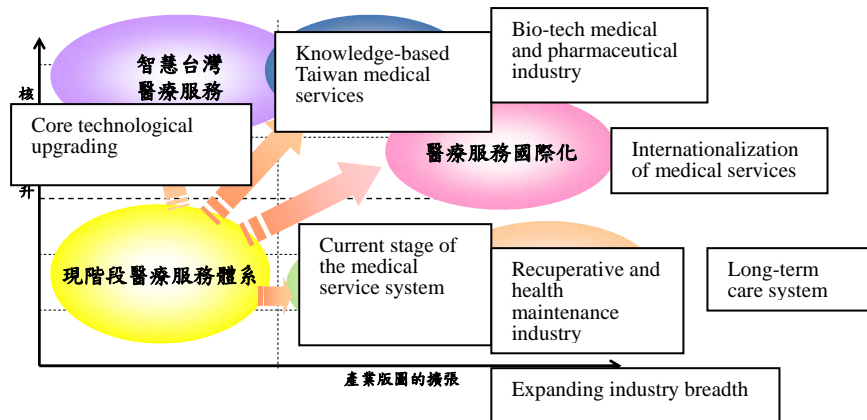 智慧台灣
醫療服務
Knowledge-based
Taiwan medical
services
Bio-tech medical
and pharmaceutical
industry
核
Core technological
upgrading
升
醫療服務國際化
Internationalization
of medical services
現階段醫療服務體系
Current stage of
the medical
service system
Recuperative and
health
maintenance
industry
Long-term
care system
產業版圖的擴張
Expanding industry breadth